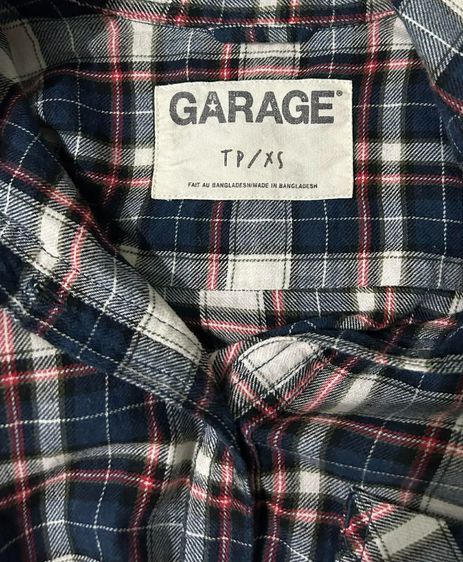 GARAGE®
TP/XS
FAIT AU BANGLADESH/MADE IN BANGLADESH